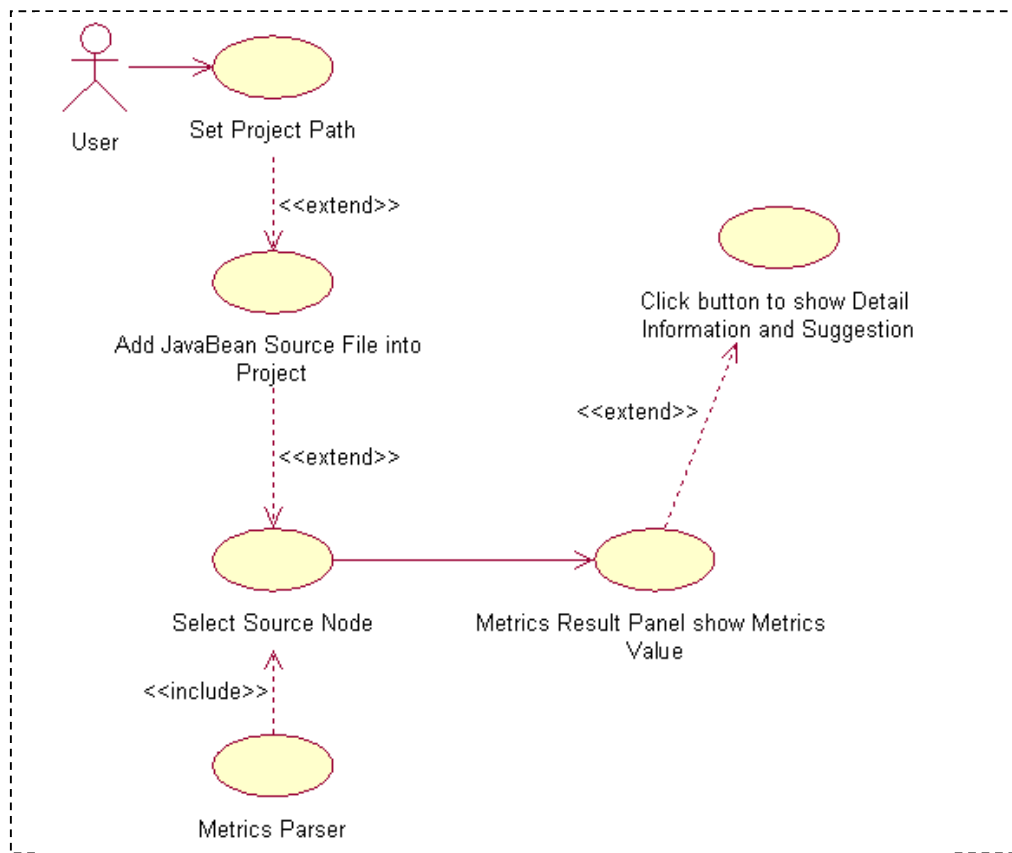 User
Set Project Path
<<extend>>
Add JavaBean Source File into
Project
<<extend>>
Click button to show Detail
Information and Suggestion
<<extend>>
Select Source Node
Metrics Result Panel show Metrics
Value
<<include>>
Metrics Parser